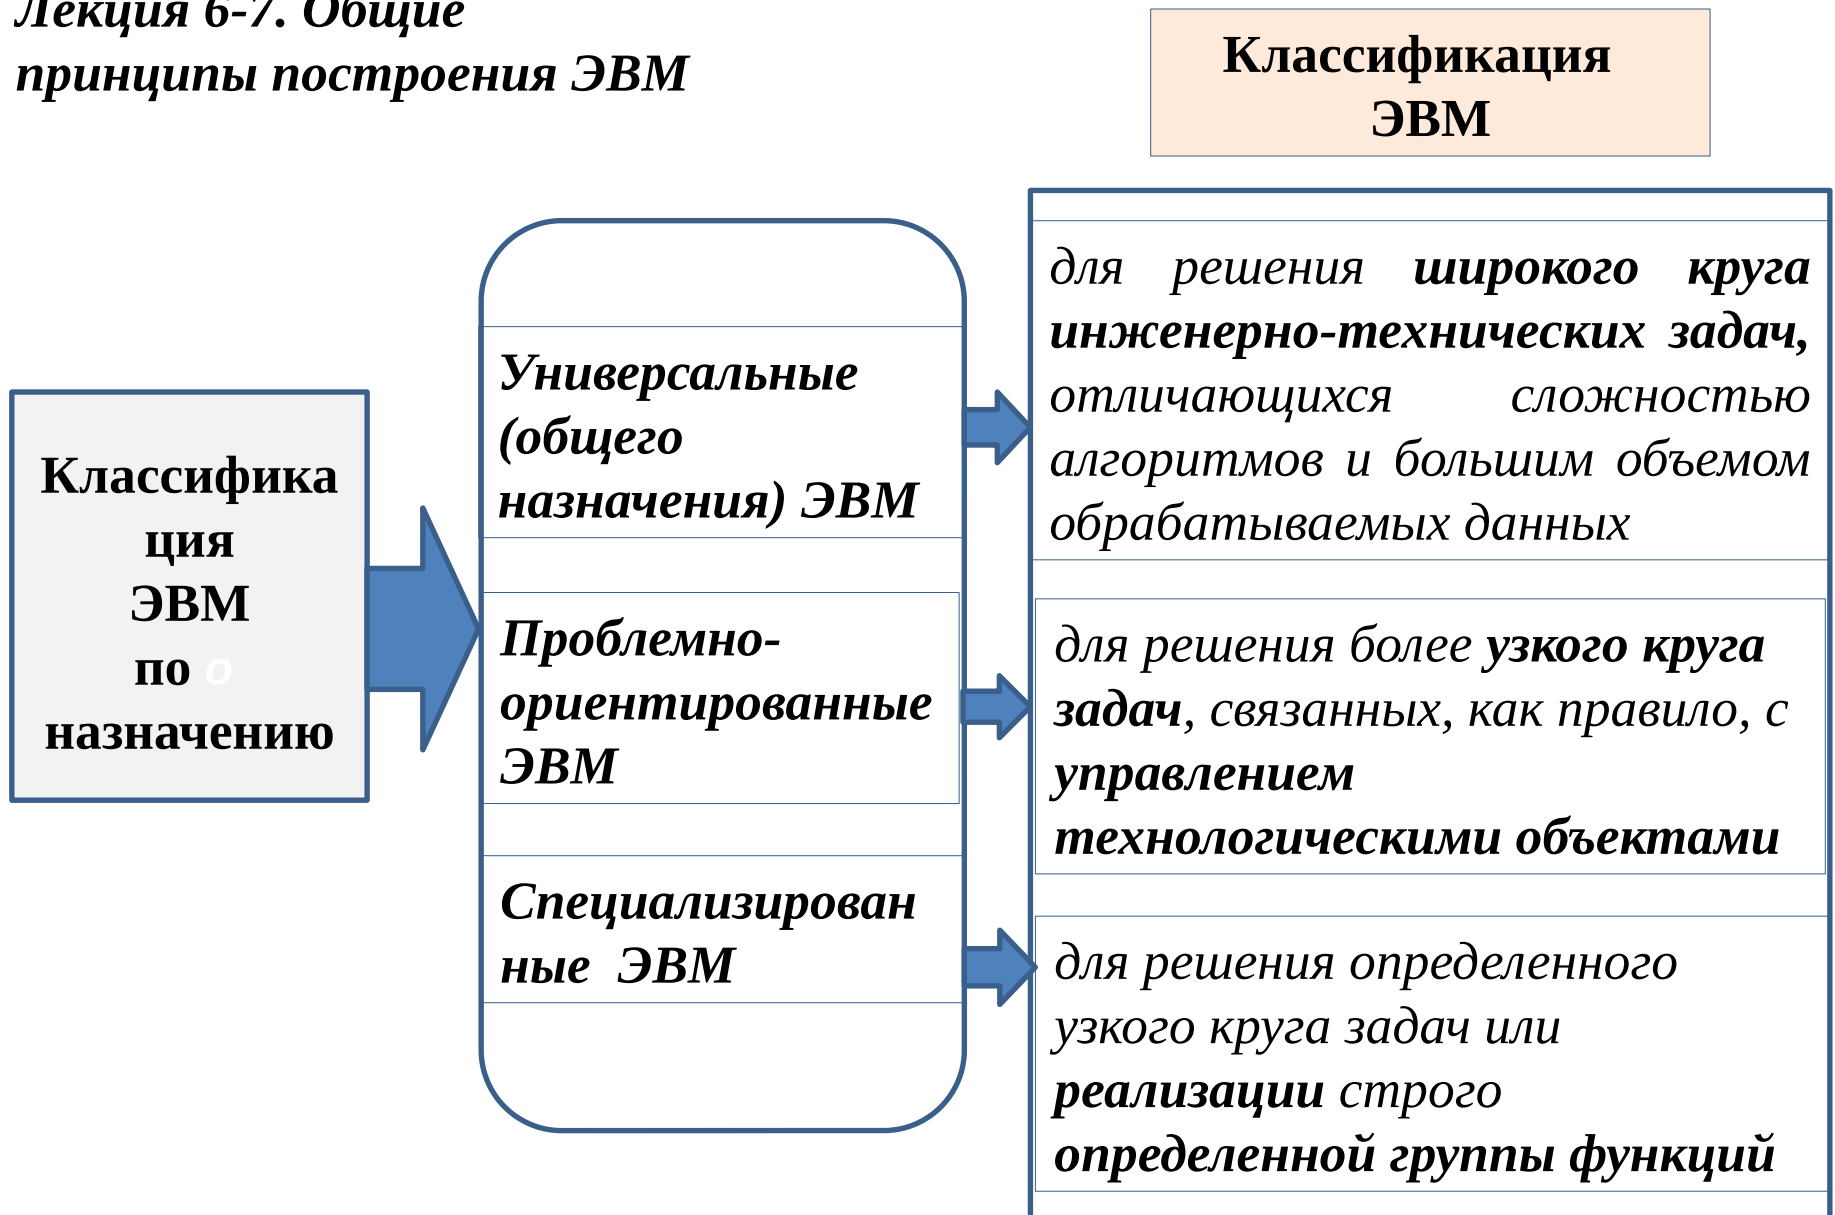 Лекция 6-7. Общие
принципы построения ЭВМ
Классификация
ЭВМ
Классифика
ция
ЭВМ
по о
назначению
Универсальные
(общего
назначения) ЭВМ
для решения широкого круга
инженерно-технических задач,
отличающихся сложностью
алгоритмов и большим объемом
обрабатываемых данных
Проблемно-
ориентированные
ЭВМ
для решения более узкого круга
задач, связанных, как правило, с
управлением
технологическими объектами
Специализирован
ные ЭВМ
для решения определенного
узкого круга задач или
реализации строго
определенной группы функций